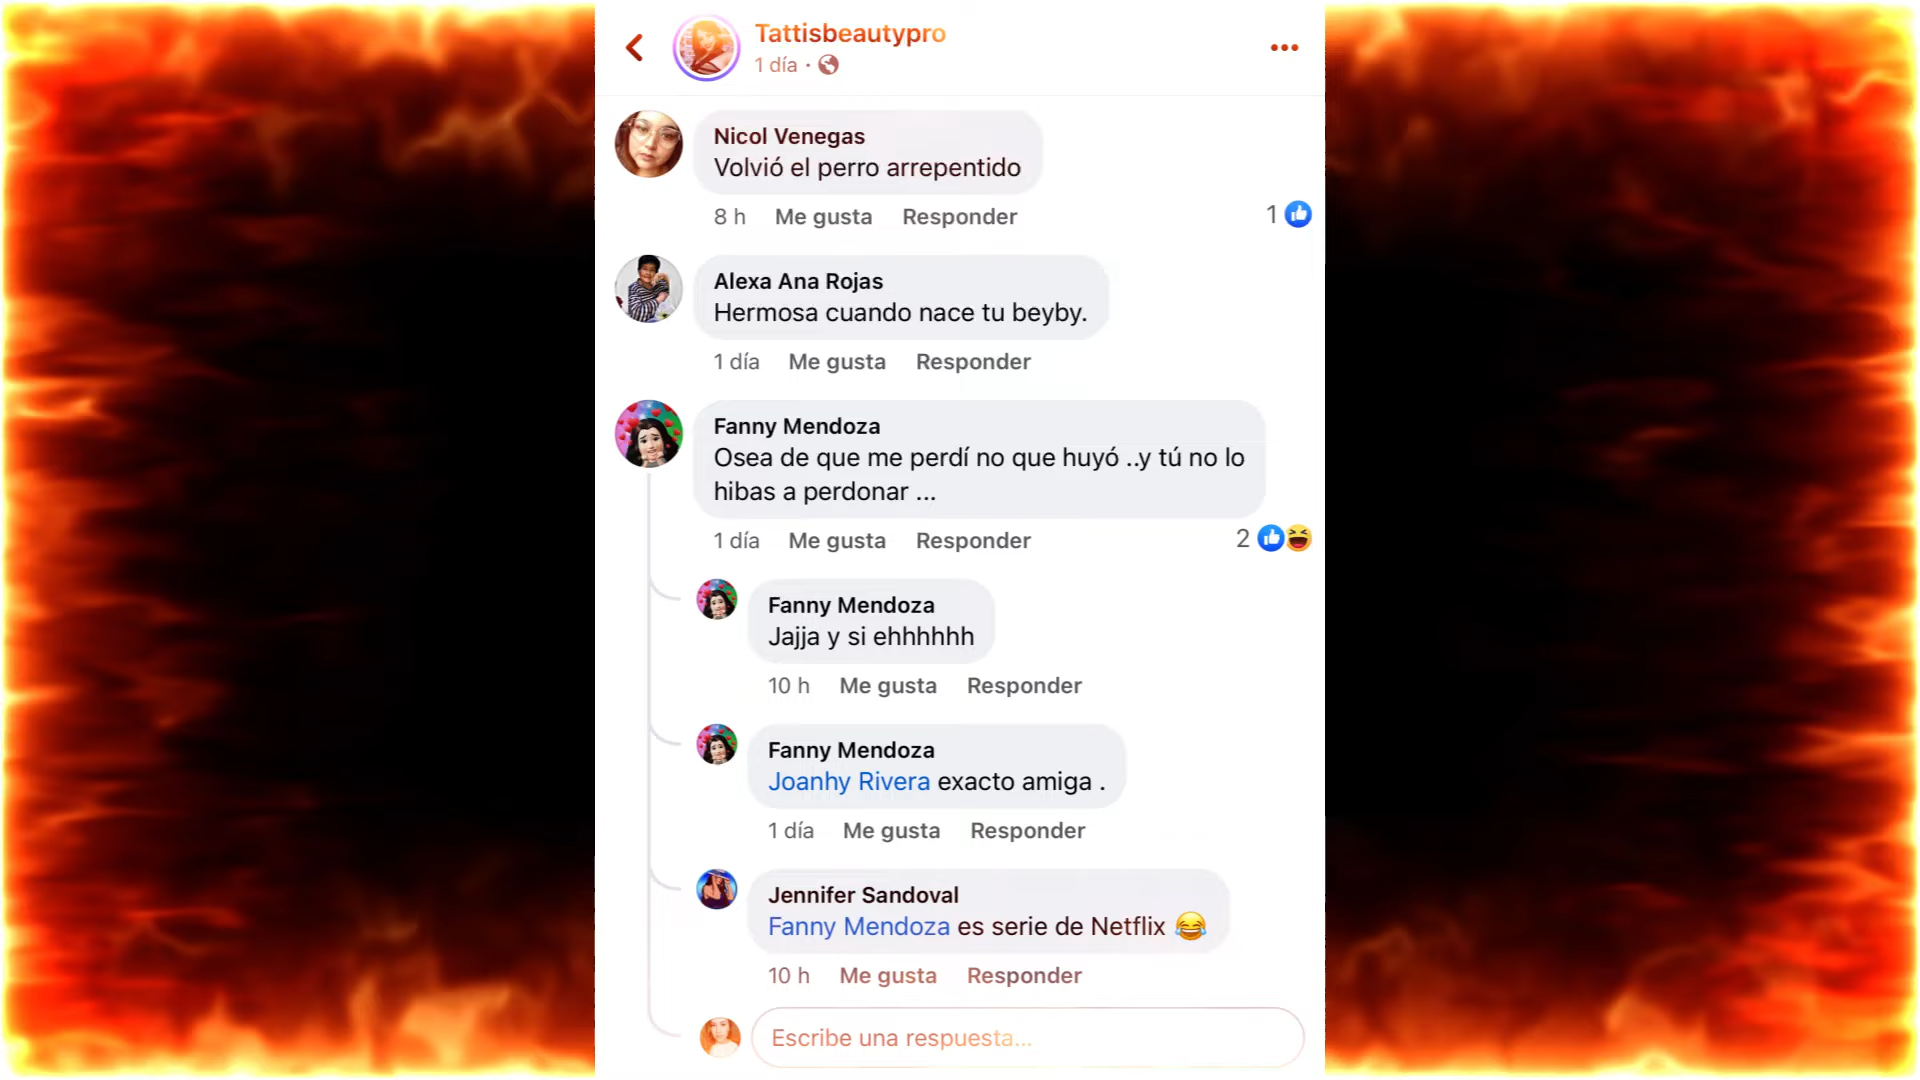 Tattisbeautypro
1 día ·
Nicol Venegas
Volvió el perro arrepentido
8 h Me gusta Responder 1
Alexa Ana Rojas
Hermosa cuando nace tu beyby.
1 día Me gusta Responder
Fanny Mendoza
Osea de que me perdí no que huyó ..y tú no lo
hibas a perdonar ...
1 día Me gusta Responder 2
Fanny Mendoza
Jajja y si ehhhhhh
10 h Me gusta Responder
Fanny Mendoza
Joanhy Rivera exacto amiga .
1 día Me gusta Responder
Jennifer Sandoval
Fanny Mendoza es serie de Netflix 😂
10 h Me gusta Responder
Escribe una respuesta...